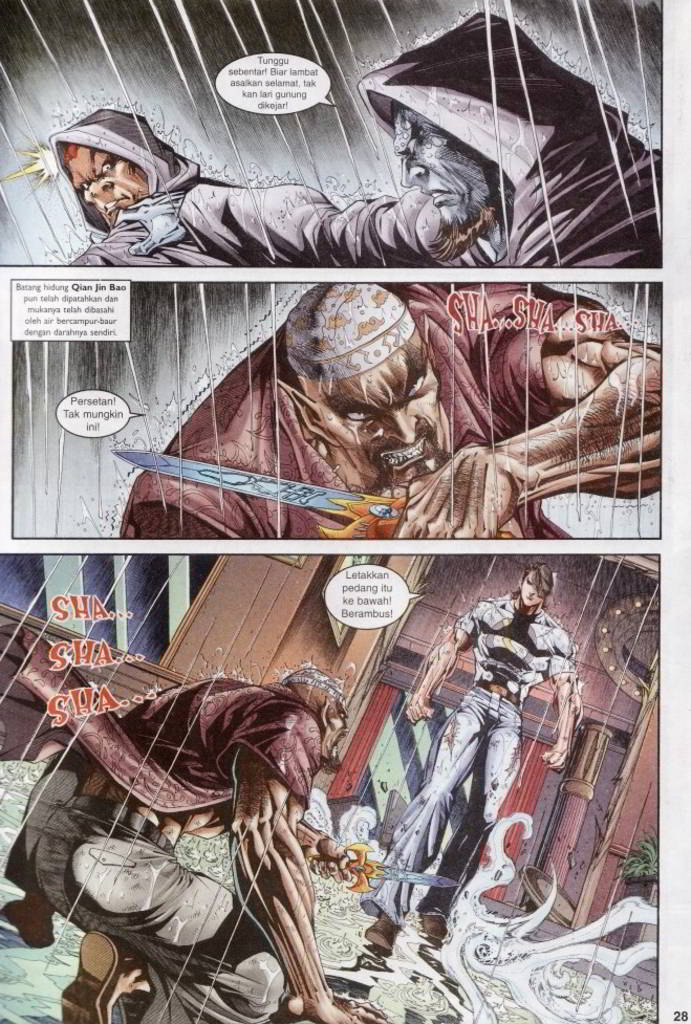 Tunggu
sebentar! Biar lambat
asalkan selamat, tak
kan lari gunung
dikejar!
Batang hidung Qian Jin Bao
pun telah dipatahkan dan
mukanya telah dibasahi
oleh air bercampur-baur
dengan darahnya sendiri.
SHA...SHA...SHA...
Persetan!
Tak mungkin
ini!
Letakkan
pedang itu
ke bawah!
Berambus!
SHA...
SHA...
SHA...
28